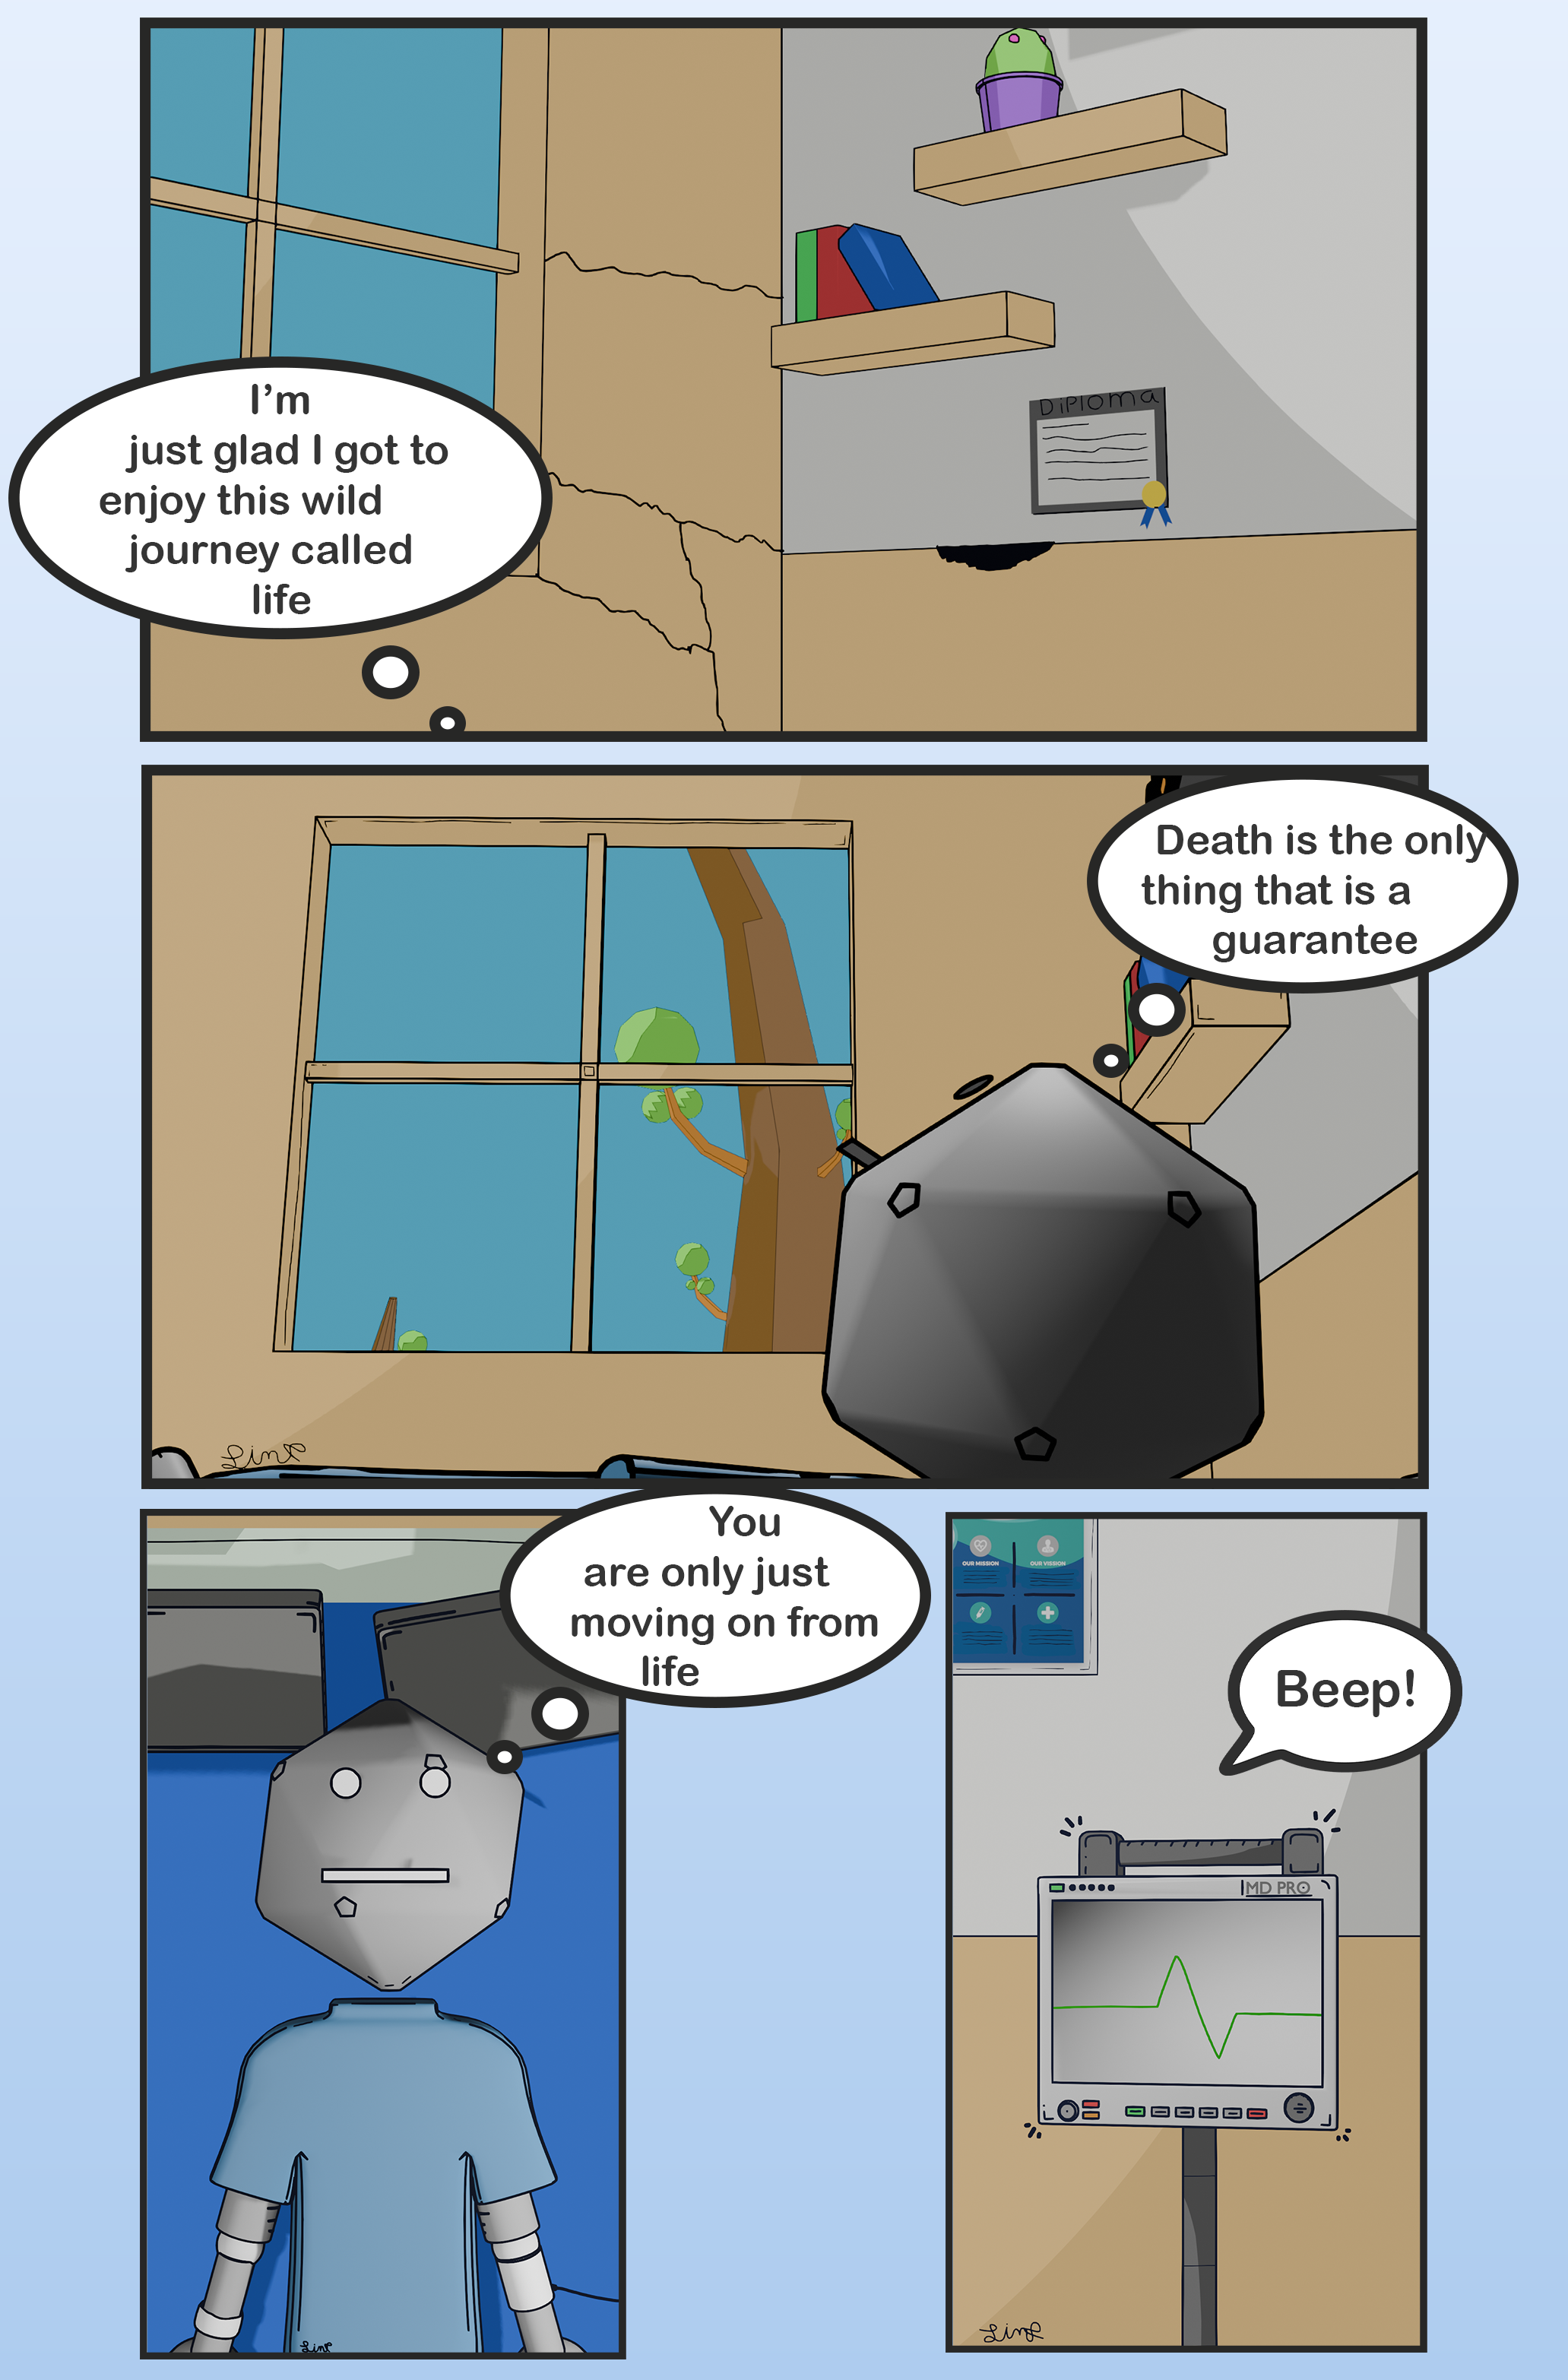 I'm
just glad I got to
enjoy this wild
journey called
life
DiPloma
Death is the only
thing that is a
guarantee
You
are only just
moving on from
life
OUR MISSION
OUR VISSION
Beep!
MD PRO